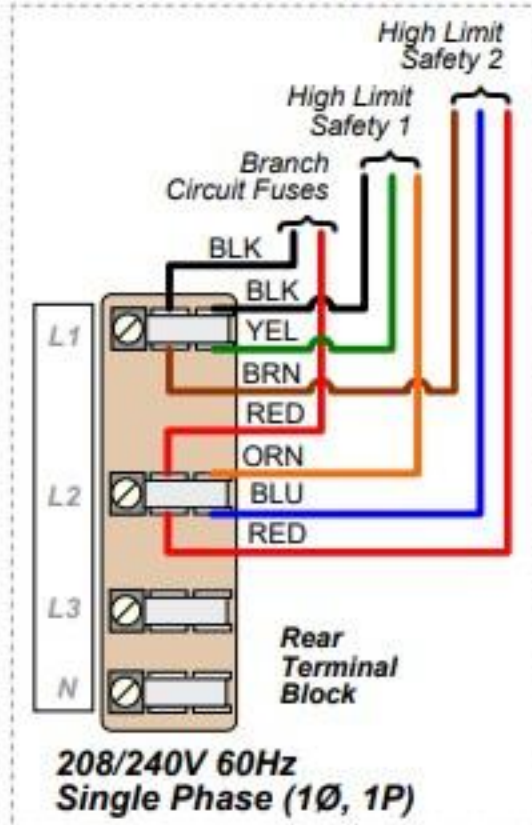 High Limit
Safety 2
High Limit
Safety 1
Branch
Circuit Fuses
BLK
BLK
L1
YEL
BRN
RED
ORN
L2
BLU
RED
L3
Rear
Terminal
Block
N
208/240V 60Hz
Single Phase (1Ø, 1P)